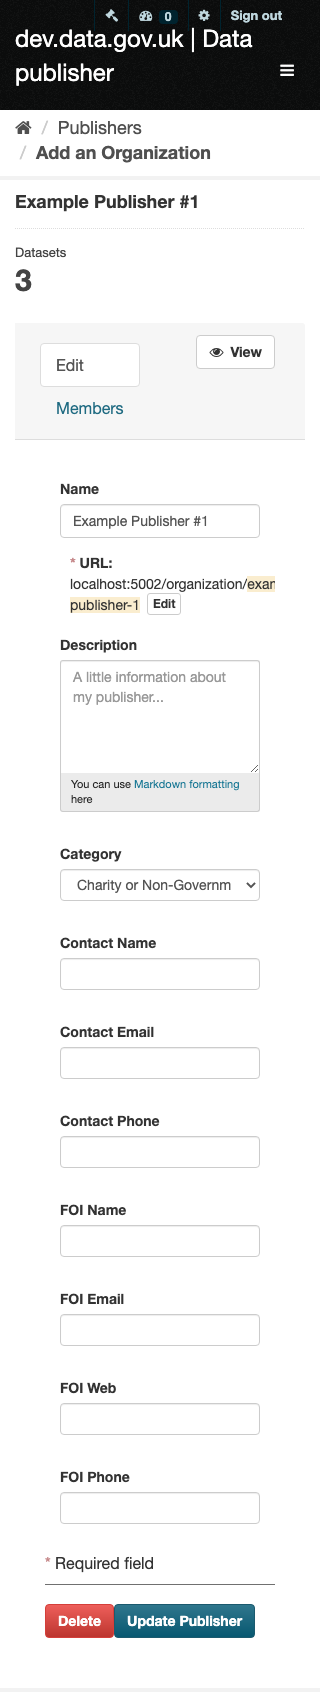 0 Sign out
dev.data.gov.uk | Data
publisher
/ Publishers
/ Add an Organization
Example Publisher #1
Datasets
3
Edit
View
Members
Name
Example Publisher #1
* URL:
localhost:5002/organization/exam
publisher-1 Edit
Description
A little information about
my publisher...
You can use Markdown formatting
here
Category
Charity or Non-Governm
Contact Name
Contact Email
Contact Phone
FOI Name
FOI Email
FOI Web
FOI Phone
* Required field
Delete Update Publisher